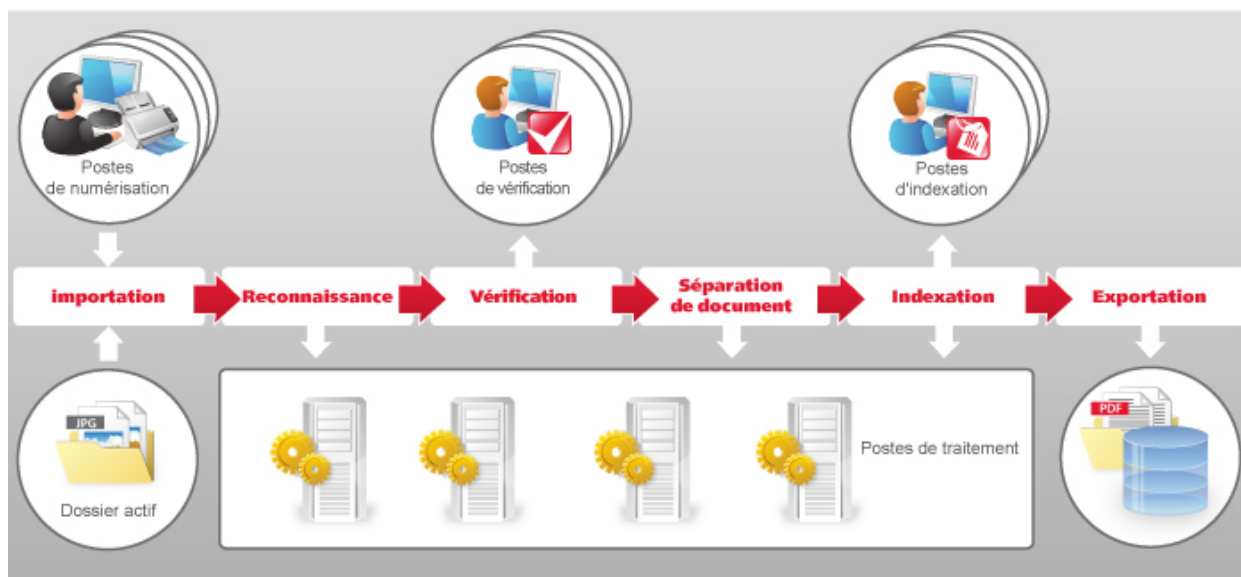 Postes
de numérisation
Postes
de vérification
Postes
d'indexation
importation
Reconnaissance
Vérification
Séparation
de document
Indexation
Exportation
JPG
Dossier actif
Postes de traitement
PDF